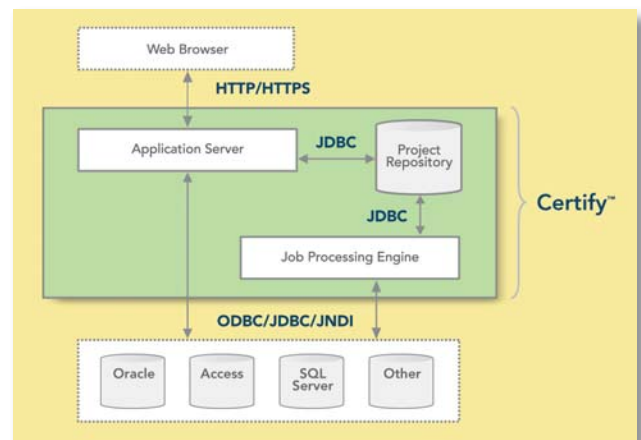 Web Browser
HTTP/HTTPS
Application Server
JDBC
Project
Repository
Certify™
JDBC
Job Processing Engine
ODBC/JDBC/JNDI
Oracle
Access
SQL
Server
Other